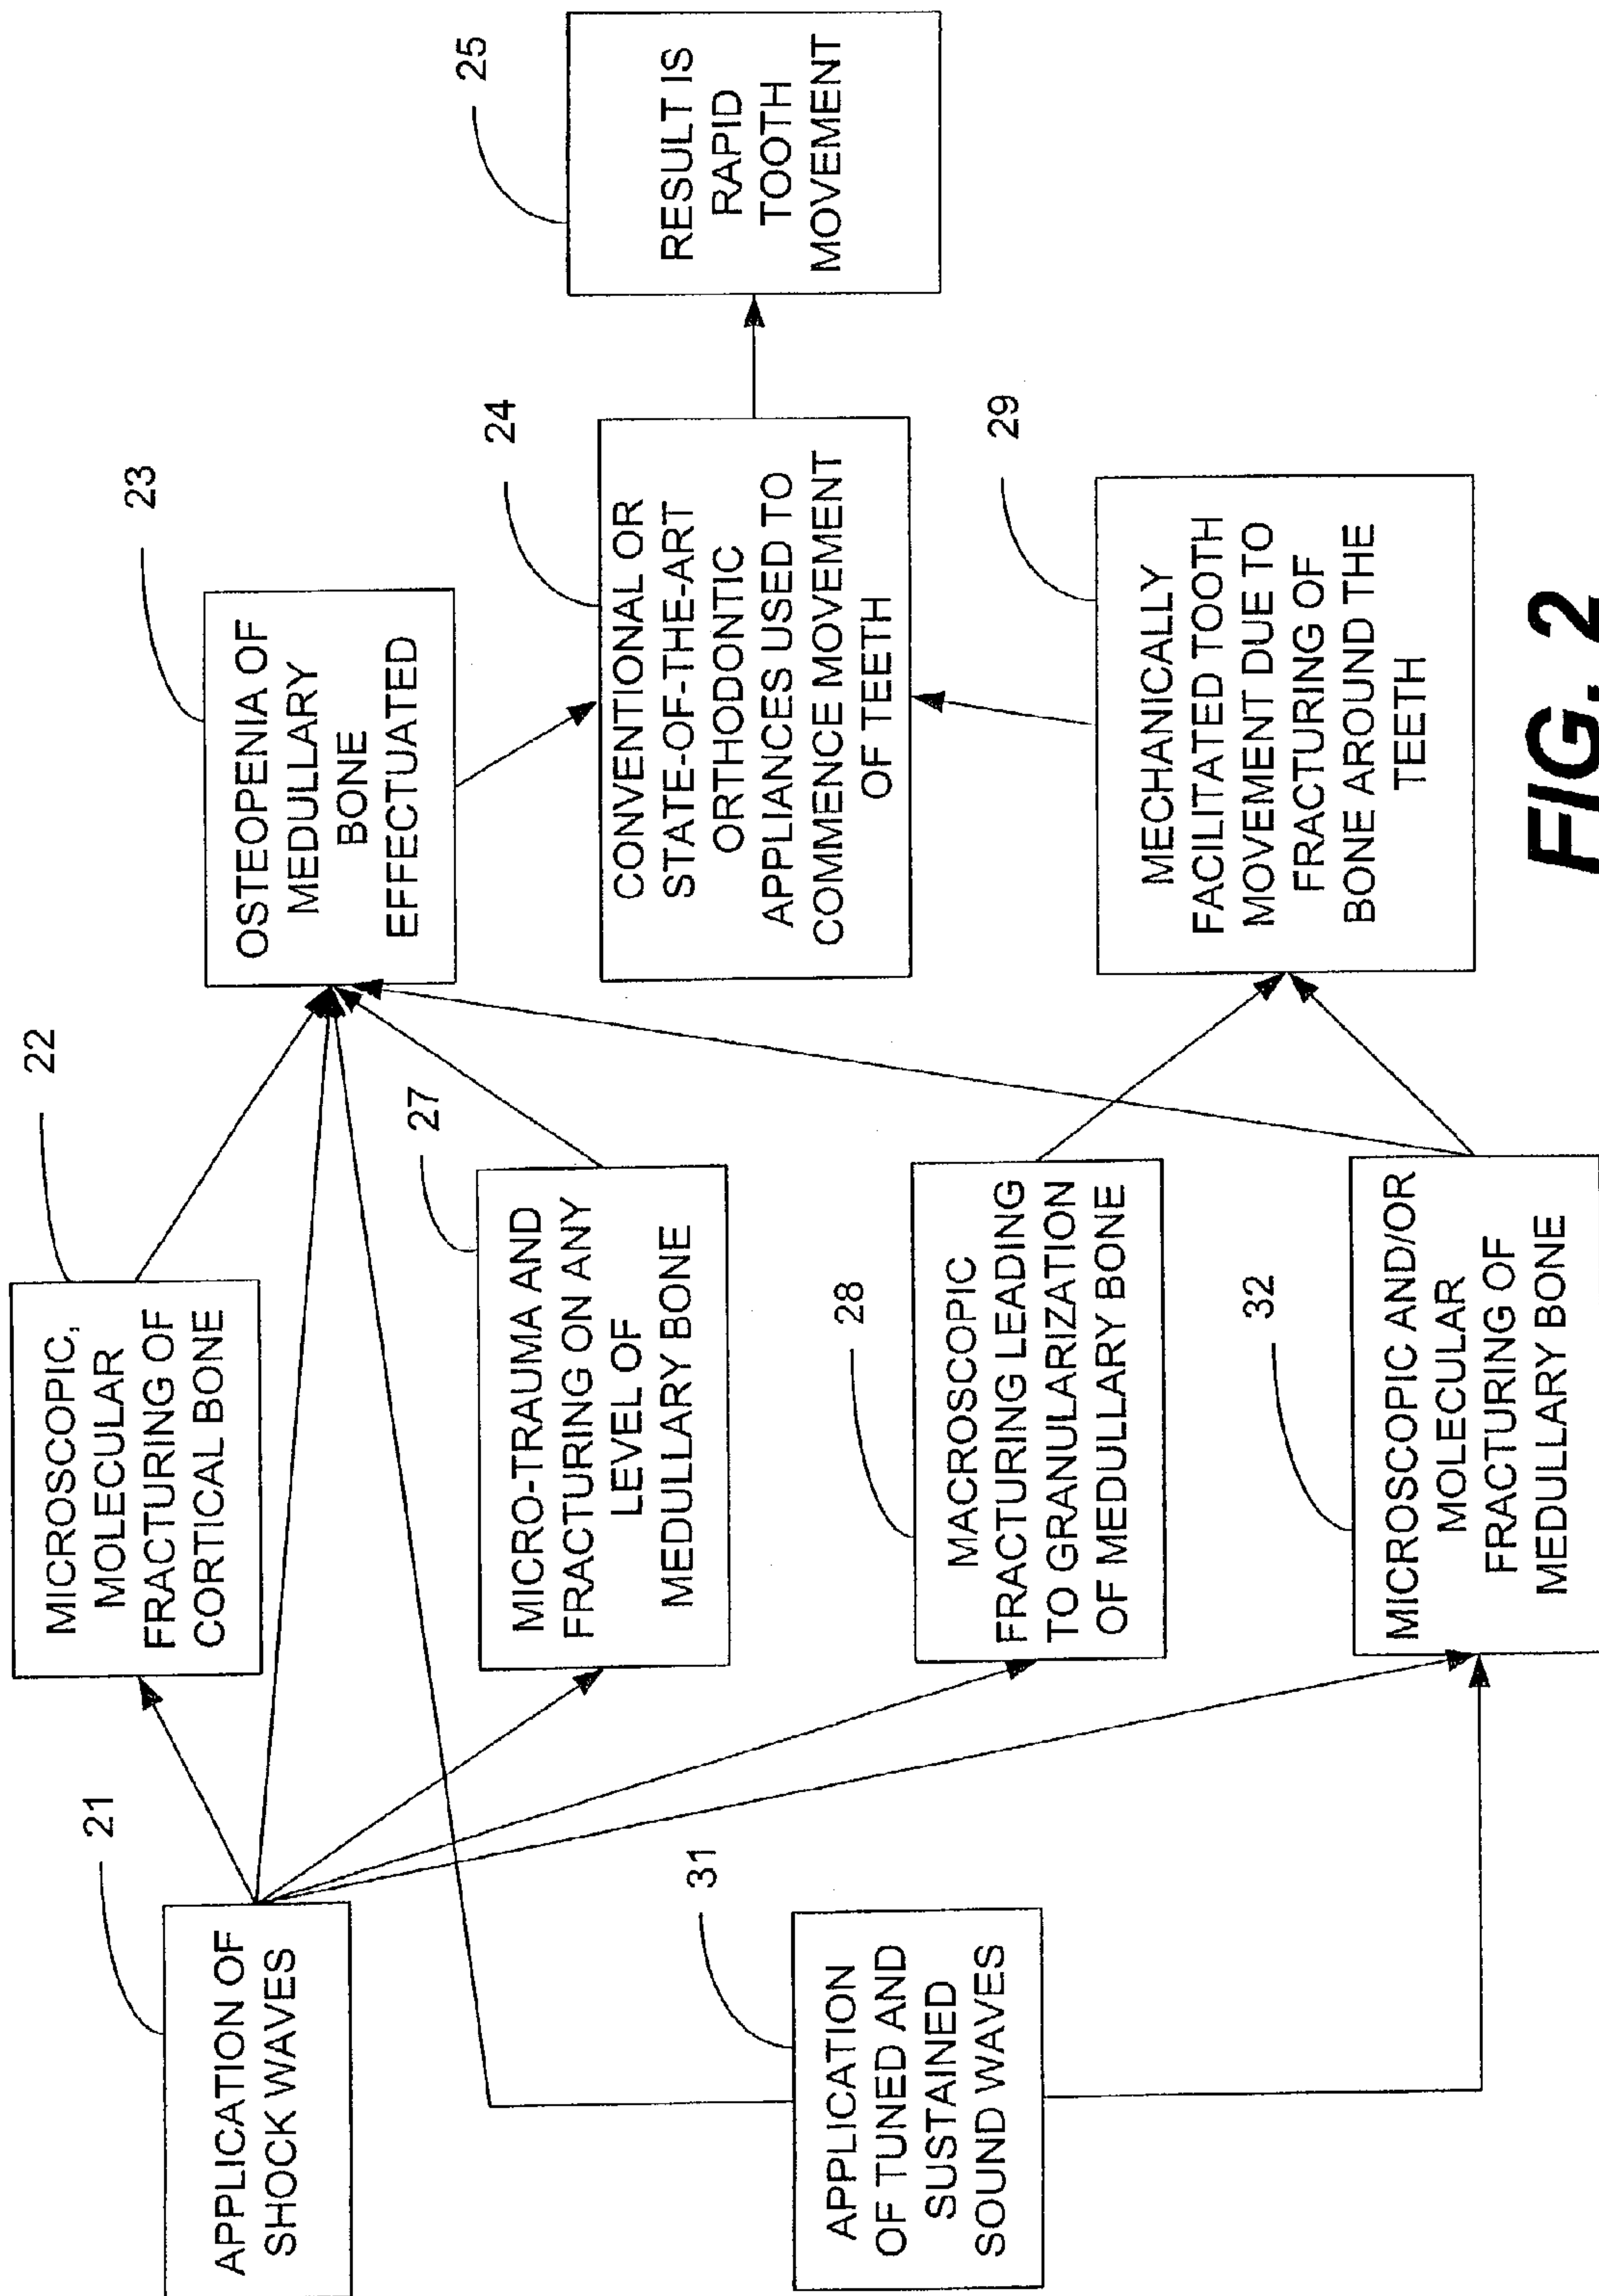 21
APPLICATION OF
SHOCK WAVES
31
APPLICATION
OF TUNED AND
SUSTAINED
SOUND WAVES
22
MICROSCOPIC,
MOLECULAR
FRACTURING OF
CORTICAL BONE
27
MICRO-TRAUMA AND
FRACTURING ON ANY
LEVEL OF
MEDULLARY BONE
28
MACROSCOPIC
FRACTURING LEADING
TO GRANULARIZATION
OF MEDULLARY BONE
32
MICROSCOPIC AND/OR
MOLECULAR
FRACTURING OF
MEDULLARY BONE
23
OSTEOPENIA OF
MEDULLARY
BONE
EFFECTUATED
24
CONVENTIONAL OR
STATE-OF-THE-ART
ORTHODONTIC
APPLIANCES USED TO
COMMENCE MOVEMENT
OF TEETH
29
MECHANICALLY
FACILITATED TOOTH
MOVEMENT DUE TO
FRACTURING OF
BONE AROUND THE
TEETH
25
RESULT IS
RAPID
TOOTH
MOVEMENT
FIG. 2